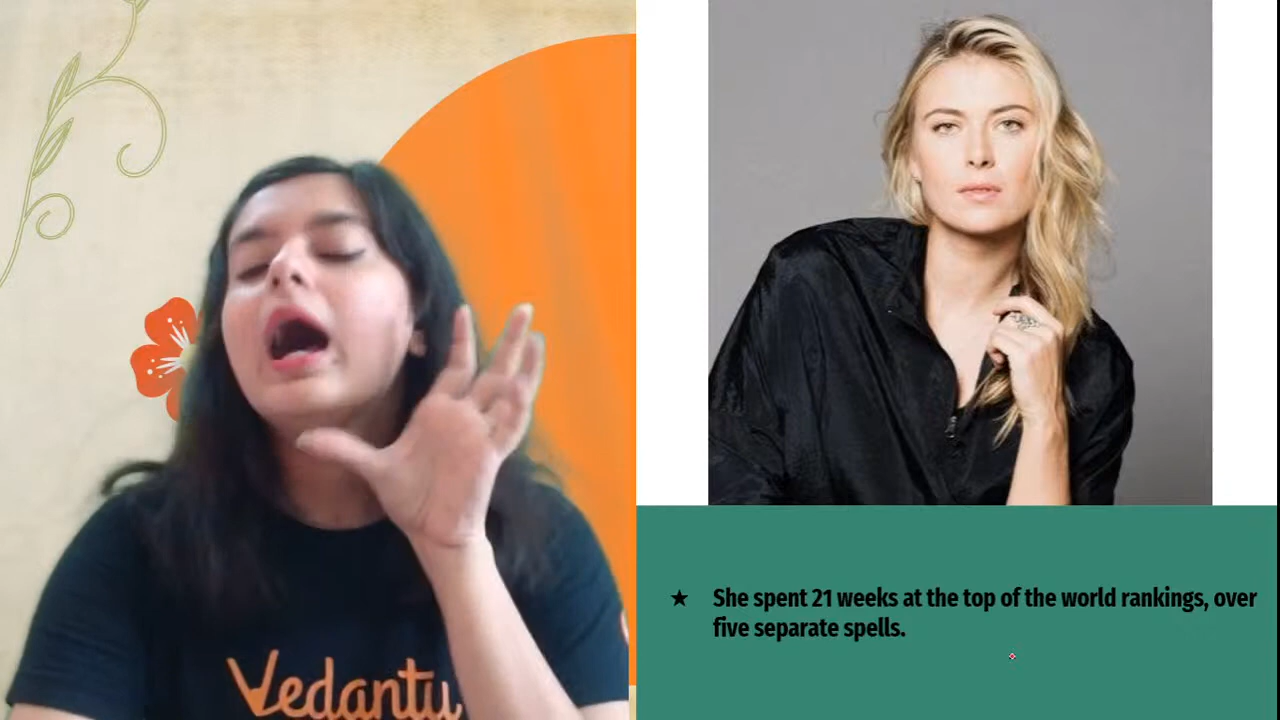 Vedantu
★ She spent 21 weeks at the top of the world rankings, over
five separate spells.